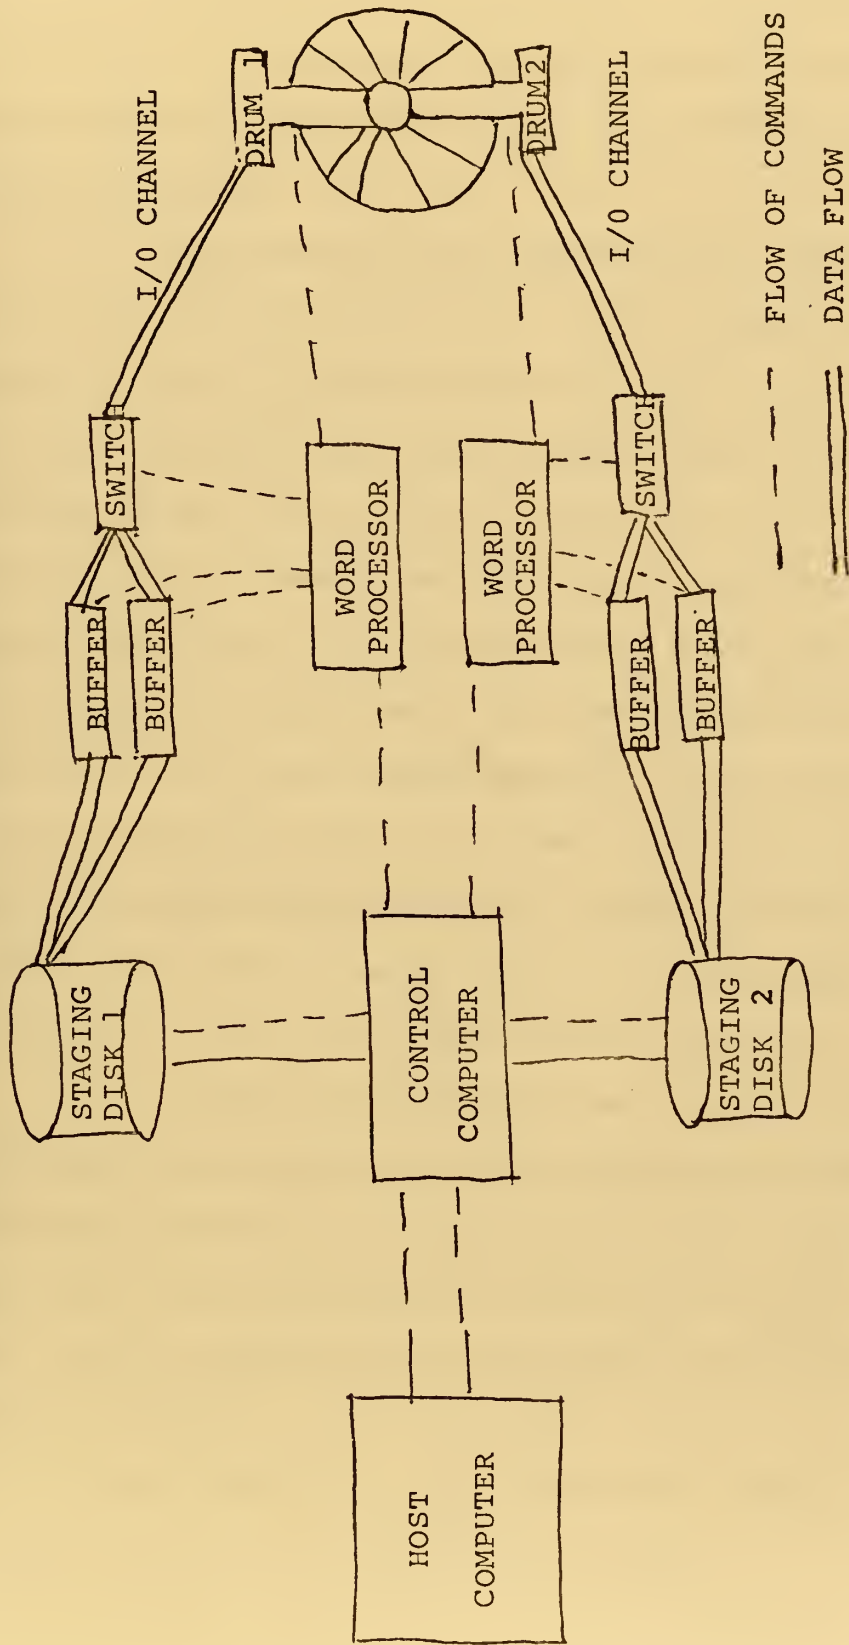 I/O CHANNEL
DRUM 1
SWITCH
BUFFER
BUFFER
STAGING
DISK 1
WORD
PROCESSOR
HOST
COMPUTER
CONTROL
COMPUTER
WORD
PROCESSOR
DRUM2
I/O CHANNEL
SWITCH
BUFFER
BUFFER
STAGING
DISK 2
FLOW OF COMMANDS
DATA FLOW